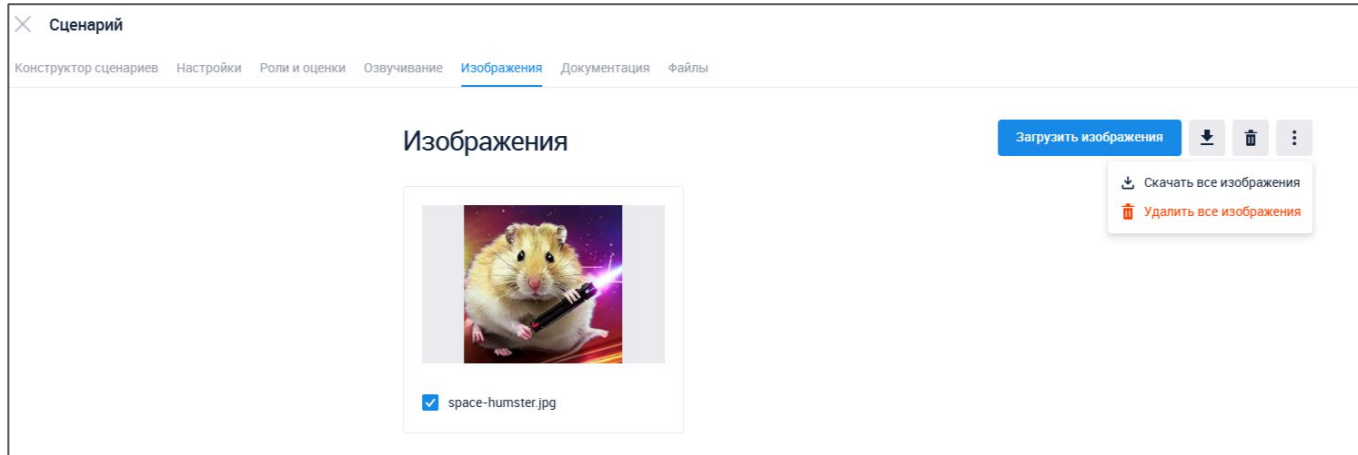 Сценарий
Конструктор сценариев Настройки Роли и оценки Озвучивание Изображения Документация Файлы
Изображения
Загрузить изображения
Скачать все изображения
Удалить все изображения
space-humster.jpg